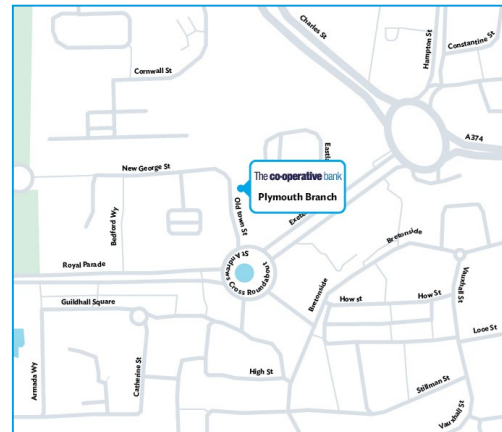 Charles St
Hampton St
Constantine St
Cornwall St
A374
New George St
The co-operative bank
Plymouth Branch
Bedford Wy
Old town St
Bretonside
St Andrews Cross Roundabout
Royal Parade
Vauxhall St
Guildhall Square
Bretonside
How st
How St
Looe St
Armada Wy
Catherine St
High St
Stillman St
Vauxhall St